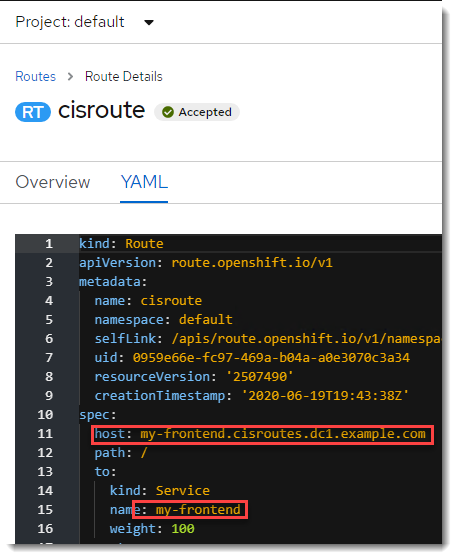 Project: default
Routes > Route Details
RT cisroute Accepted
Overview YAML
1 kind: Route
2 apiVersion: route.openshift.io/v1
3 metadata:
4 name: cisroute
5 namespace: default
6 selfLink: /apis/route.openshift.io/v1/namespac
7 uid: 0959e66e-fc97-469a-b04a-a0e3070c3a34
8 resourceVersion: '2507490'
9 creationTimestamp: '2020-06-19T19:43:38Z'
10 spec:
11 host: my-frontend.cisroutes.dc1.example.com
12 path: /
13 to:
14 kind: Service
15 name: my-frontend
16 weight: 100